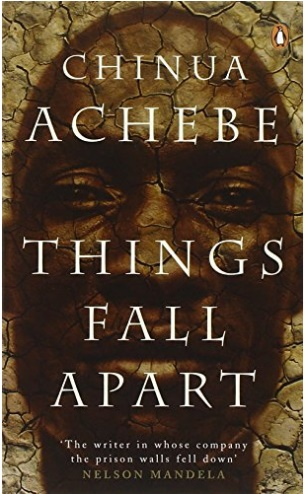 CHINUA
ACHEBE
THINGS
FALL
APART
'The writer in whose company
the prison walls fell down'
NELSON MANDELA